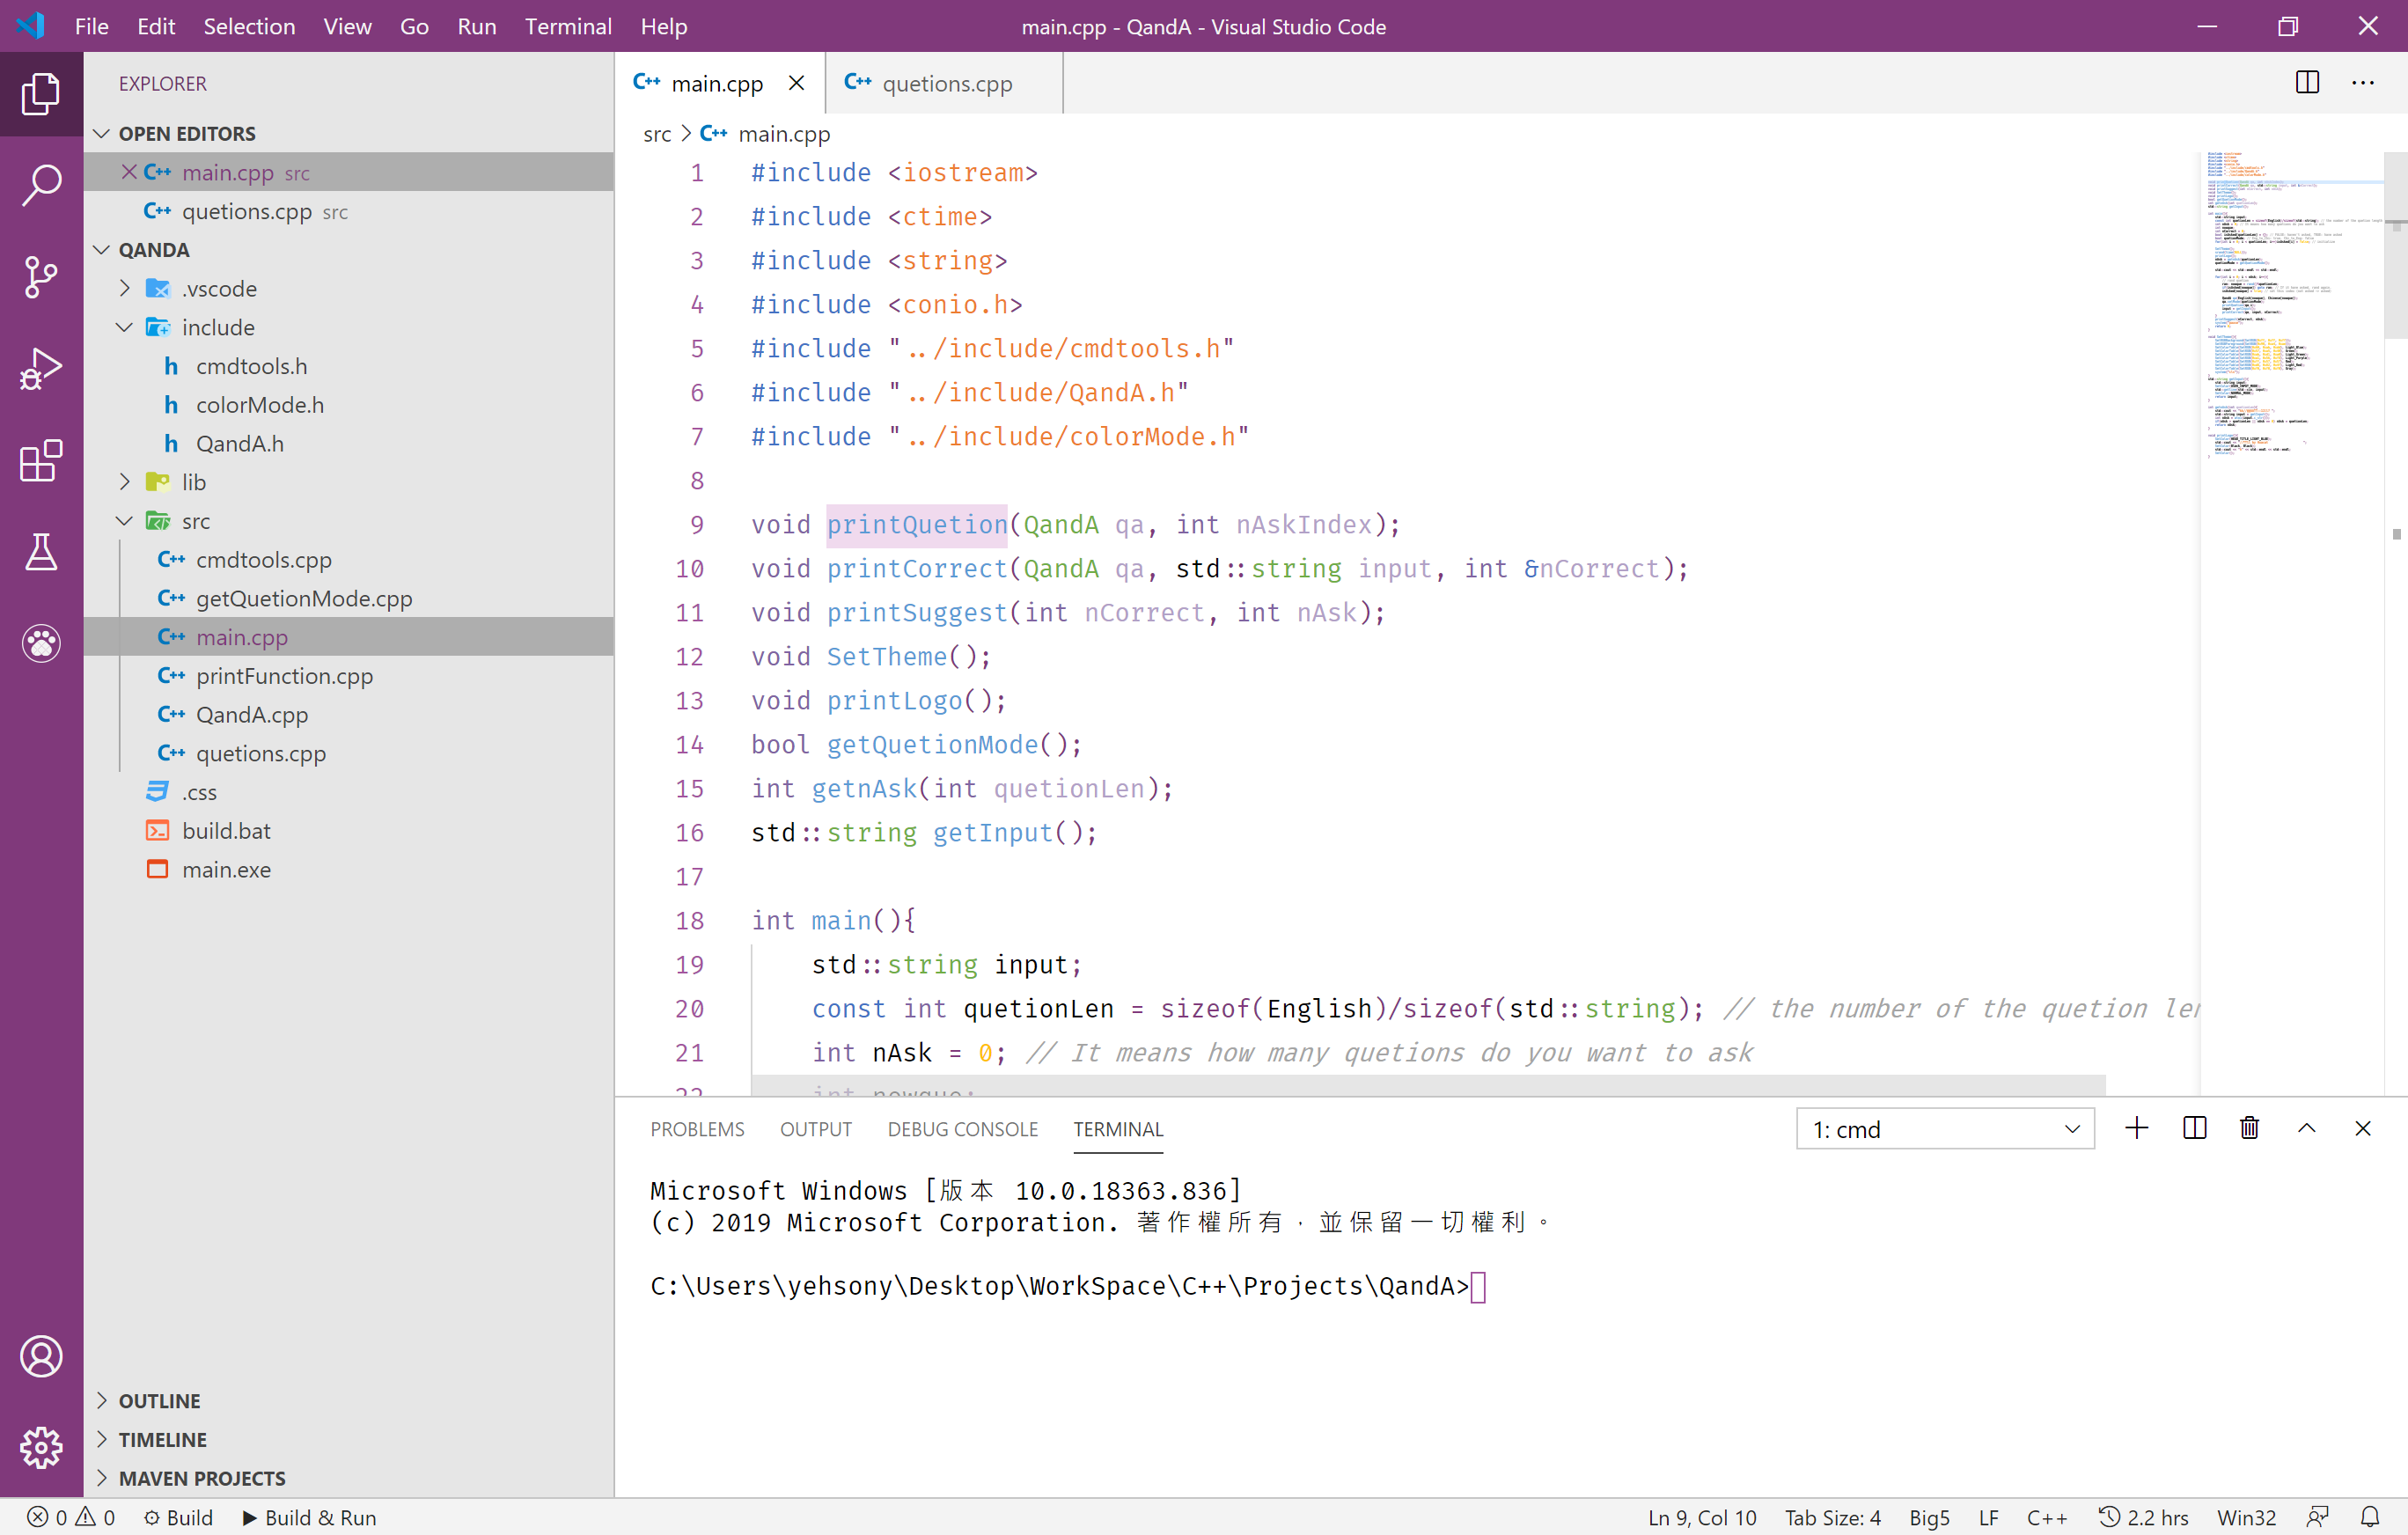 File Edit Selection View Go Run Terminal Help
main.cpp - QandA - Visual Studio Code
EXPLORER
OPEN EDITORS
main.cpp src
quetions.cpp src
QANDA
.vscode
include
cmdtools.h
colorMode.h
QandA.h
lib
src
cmdtools.cpp
getQuetionMode.cpp
main.cpp
printFunction.cpp
QandA.cpp
quetions.cpp
.css
build.bat
main.exe
OUTLINE
TIMELINE
MAVEN PROJECTS
main.cpp quetions.cpp
src > main.cpp
1 #include <iostream>
2 #include <ctime>
3 #include <string>
4 #include <conio.h>
5 #include "../include/cmdtools.h"
6 #include "../include/QandA.h"
7 #include "../include/colorMode.h"
8
9 void printQuetion(QandA qa, int nAskIndex);
10 void printCorrect(QandA qa, std::string input, int &nCorrect);
11 void printSuggest(int nCorrect, int nAsk);
12 void SetTheme();
13 void printLogo();
14 bool getQuetionMode();
15 int getnAsk(int quetionLen);
16 std::string getInput();
17
18 int main(){
19 std::string input;
20 const int quetionLen = sizeof(English)/sizeof(std::string); // the number of the quetion
21 int nAsk = 0; // It means how many quetions do you want to ask
22 int nowque;
PROBLEMS OUTPUT DEBUG CONSOLE TERMINAL 1: cmd
Microsoft Windows [版本 10.0.18363.836]
(c) 2019 Microsoft Corporation. 著作權所有，並保留一切權利。
C:\Users\yehsony\Desktop\WorkSpace\C++\Projects\QandA>
0 0 Build Build & Run Ln 9, Col 10 Tab Size: 4 Big5 LF C++ 2.2 hrs Win32